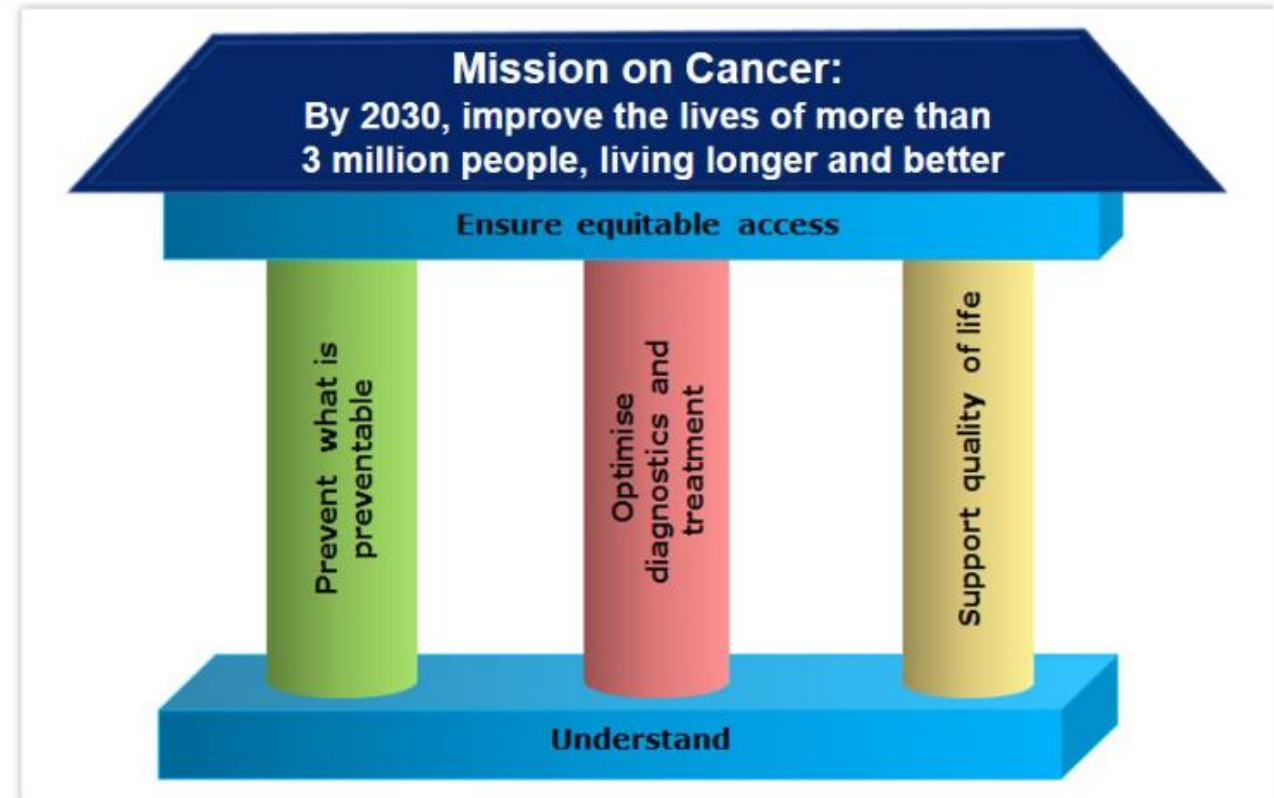 Mission on Cancer:
By 2030, improve the lives of more than
3 million people, living longer and better
Ensure equitable access
Prevent what is
preventable
Optimise
diagnostics and
treatment
Support quality of life
Understand